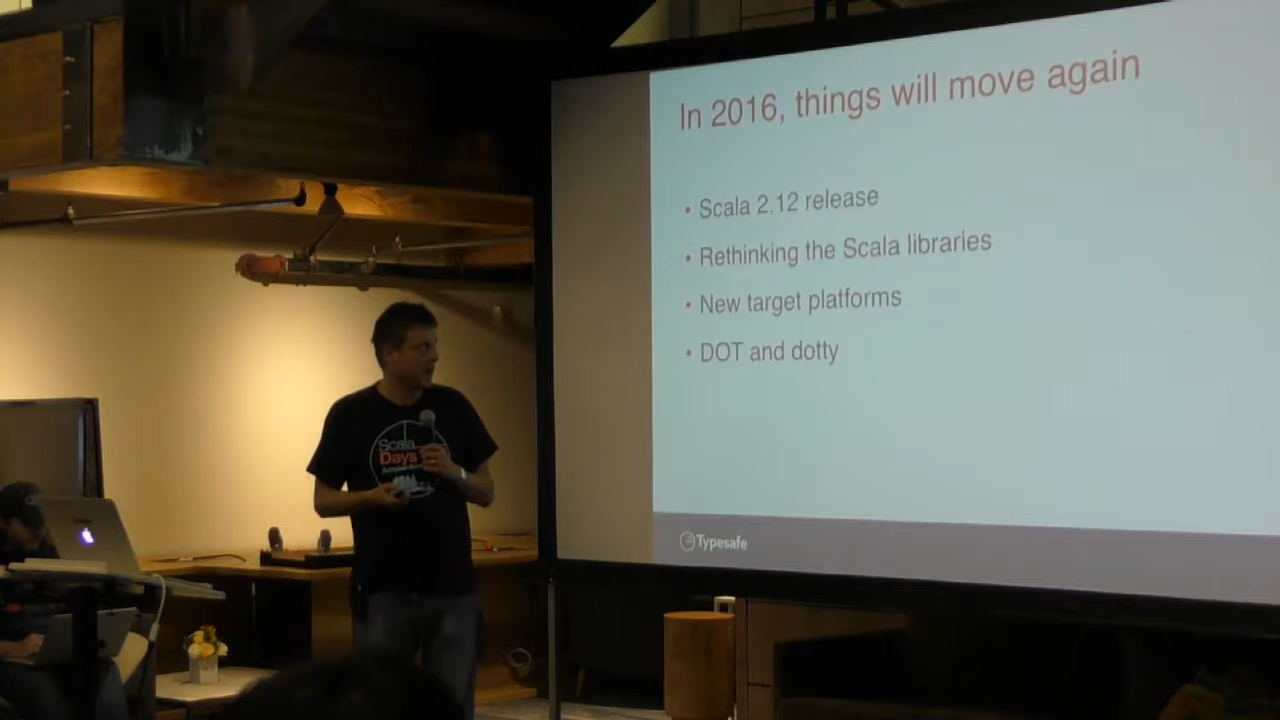 In 2016, things will move again
• Scala 2.12 release
• Rethinking the Scala libraries
• New target platforms
• DOT and dotty
Typesafe
Scala
Days